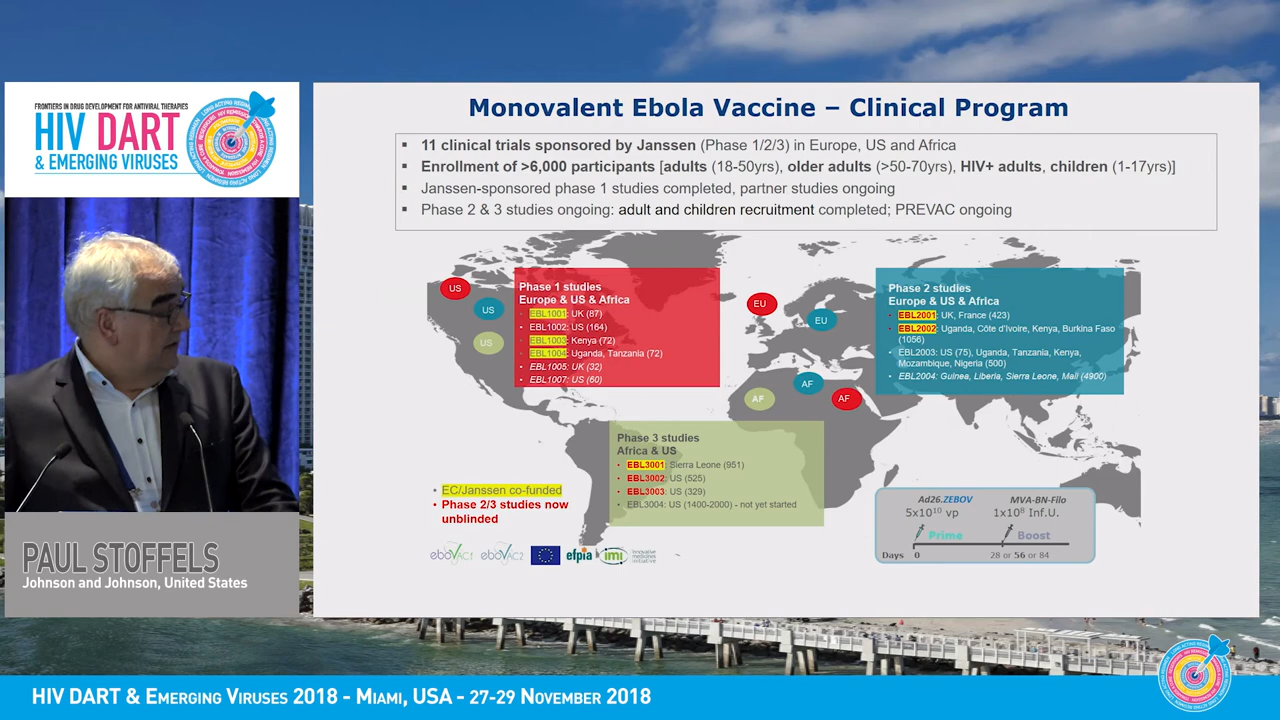 FRONTIERS IN DRUG DEVELOPMENT FOR ANTIVIRAL THERAPIES
HIV DART
& EMERGING VIRUSES
PAUL STOFFELS
Johnson and Johnson, United States
Monovalent Ebola Vaccine – Clinical Program
▪ 11 clinical trials sponsored by Janssen (Phase 1/2/3) in Europe, US and Africa
▪ Enrollment of >6,000 participants [adults (18-50yrs), older adults (>50-70yrs), HIV+ adults, children (1-17yrs)]
▪ Janssen-sponsored phase 1 studies completed, partner studies ongoing
▪ Phase 2 & 3 studies ongoing: adult and children recruitment completed; PREVAC ongoing
US
US
US
Phase 1 studies
Europe & US & Africa
EBL1001: UK (87)
• EBL1002: US (164)
EBL1003: Kenya (72)
EBL1004: Uganda, Tanzania (72)
• EBL1005: UK (32)
• EBL1007: US (60)
EU
EU
AF
AF
AF
Phase 2 studies
Europe & US & Africa
• EBL2001: UK, France (423)
• EBL2002: Uganda, Côte d'Ivoire, Kenya, Burkina Faso
(1056)
• EBL2003: US (75), Uganda, Tanzania, Kenya,
Mozambique, Nigeria (500)
• EBL2004: Guinea, Liberia, Sierra Leone, Mali (4900)
Phase 3 studies
Africa & US
• EBL3001: Sierra Leone (951)
• EBL3002: US (525)
• EBL3003: US (329)
• EBL3004: US (1400-2000) - not yet started
• EC/Janssen co-funded
• Phase 2/3 studies now
unblinded
ebovac1 ebovac2 efpia imi innovative medicines initiative
Ad26.ZEBOV MVA-BN-Filo
5x10¹⁰ vp 1x10⁸ Inf.U.
Prime Boost
Days 0 28 or 56 or 84
HIV DART & EMERGING VIRUSES 2018 - MIAMI, USA - 27-29 NOVEMBER 2018